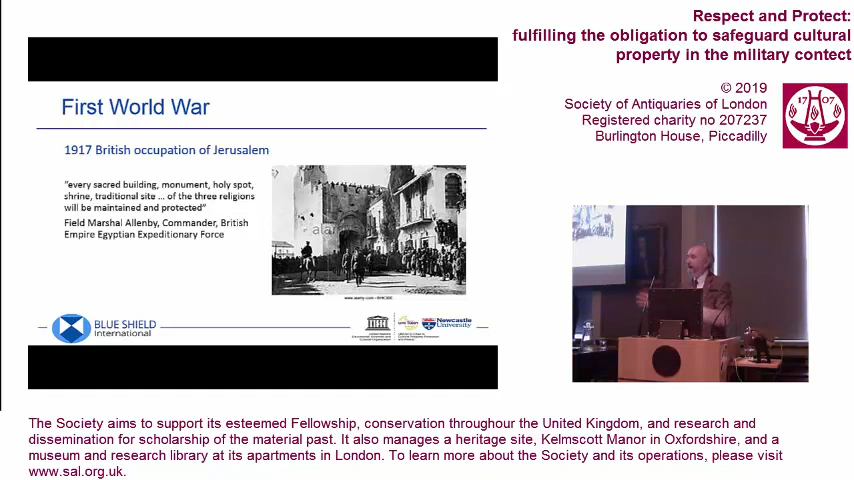 Respect and Protect:
fulfilling the obligation to safeguard cultural
property in the military contect
© 2019
Society of Antiquaries of London
Registered charity no 207237
Burlington House, Piccadilly
17 07
First World War
1917 British occupation of Jerusalem
"every sacred building, monument, holy spot,
shrine, traditional site ... of the three religions
will be maintained and protected"
Field Marshal Allenby, Commander, British
Empire Egyptian Expeditionary Force
alamy
BLUE SHIELD
International
Newcastle
University
The Society aims to support its esteemed Fellowship, conservation throughour the United Kingdom, and research and
dissemination for scholarship of the material past. It also manages a heritage site, Kelmscott Manor in Oxfordshire, and a
museum and research library at its apartments in London. To learn more about the Society and its operations, please visit
www.sal.org.uk.